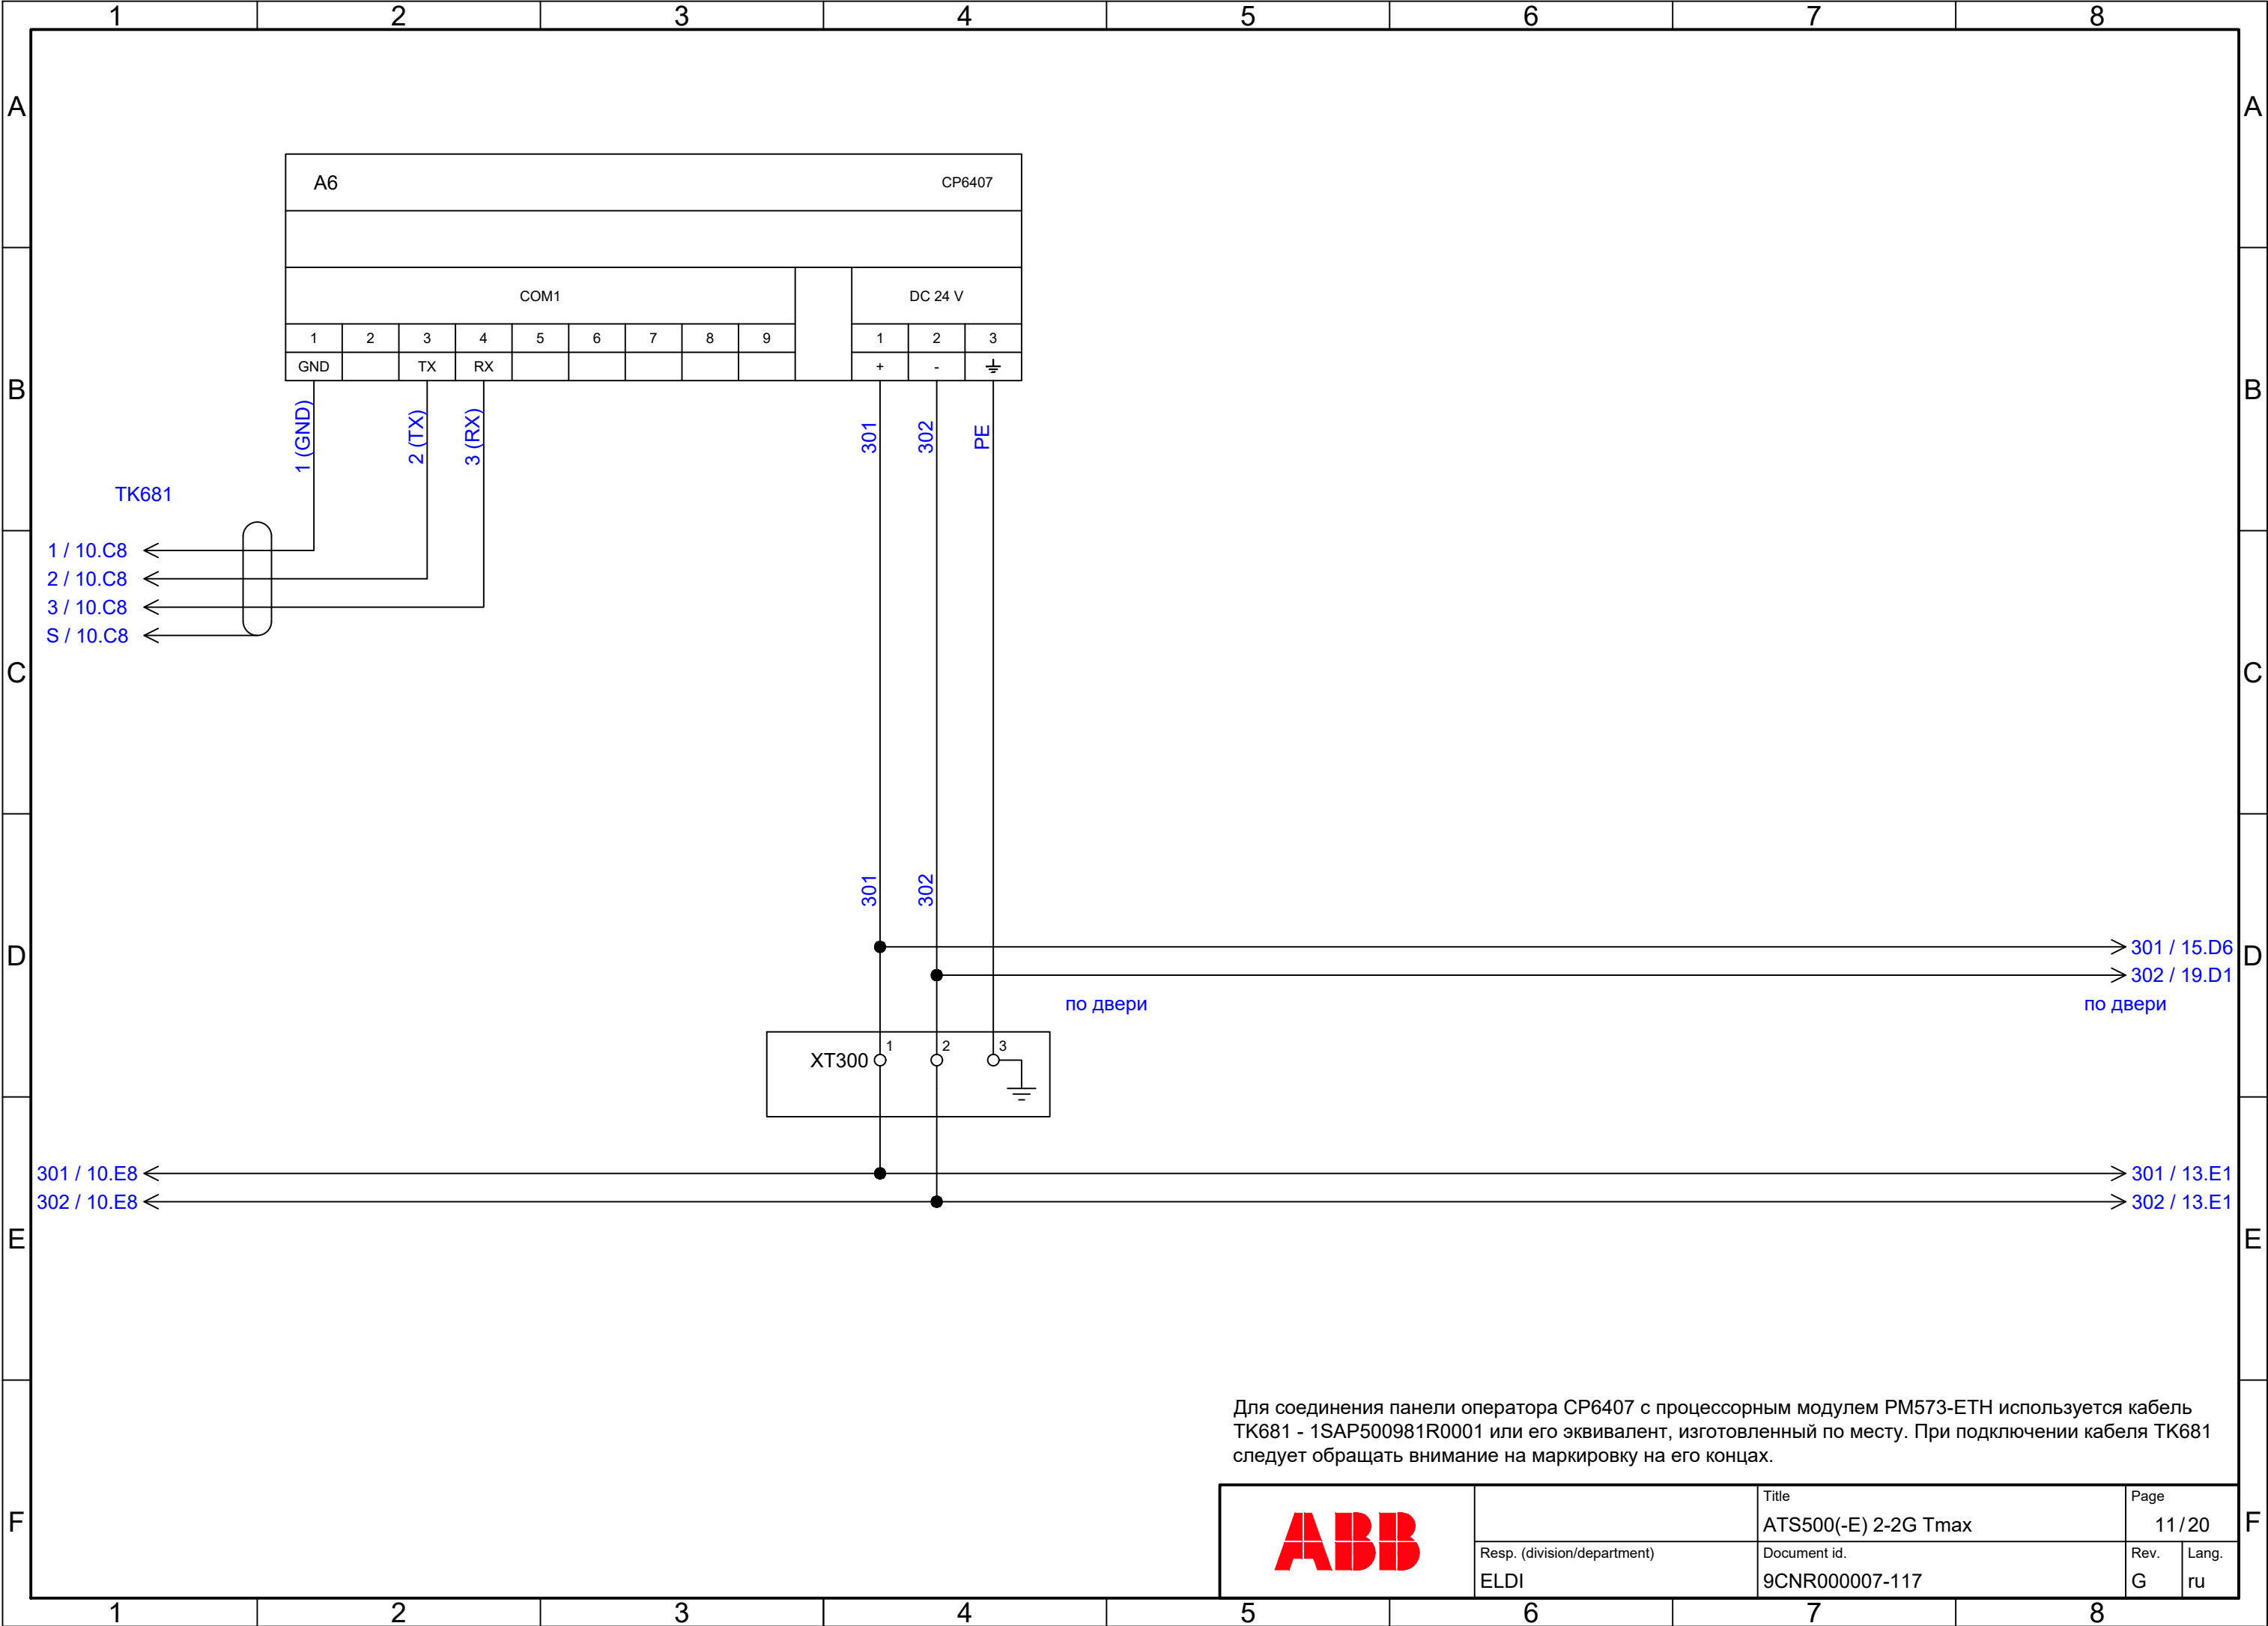 1 2 3 4 5 6 7 8
A A
A6 CP6407
COM1 DC 24 V
1 2 3 4 5 6 7 8 9 1 2 3
GND TX RX + -
B B
1 (GND) 2 (TX) 3 (RX) 301 302 PE
TK681
1 / 10.C8
2 / 10.C8
3 / 10.C8
S / 10.C8
C C
301 302
D D
301 / 15.D6
302 / 19.D1
по двери по двери
XT300 1 2 3
301 / 10.E8 301 / 13.E1
302 / 10.E8 302 / 13.E1
E E
Для соединения панели оператора CP6407 с процессорным модулем PM573-ETH используется кабель
TK681 - 1SAP500981R0001 или его эквивалент, изготовленный по месту. При подключении кабеля TK681
следует обращать внимание на маркировку на его концах.
F F
ABB
Title Page
ATS500(-E) 2-2G Tmax 11/20
Resp. (division/department) Document id. Rev. Lang.
ELDI 9CNR000007-117 G ru
1 2 3 4 5 6 7 8